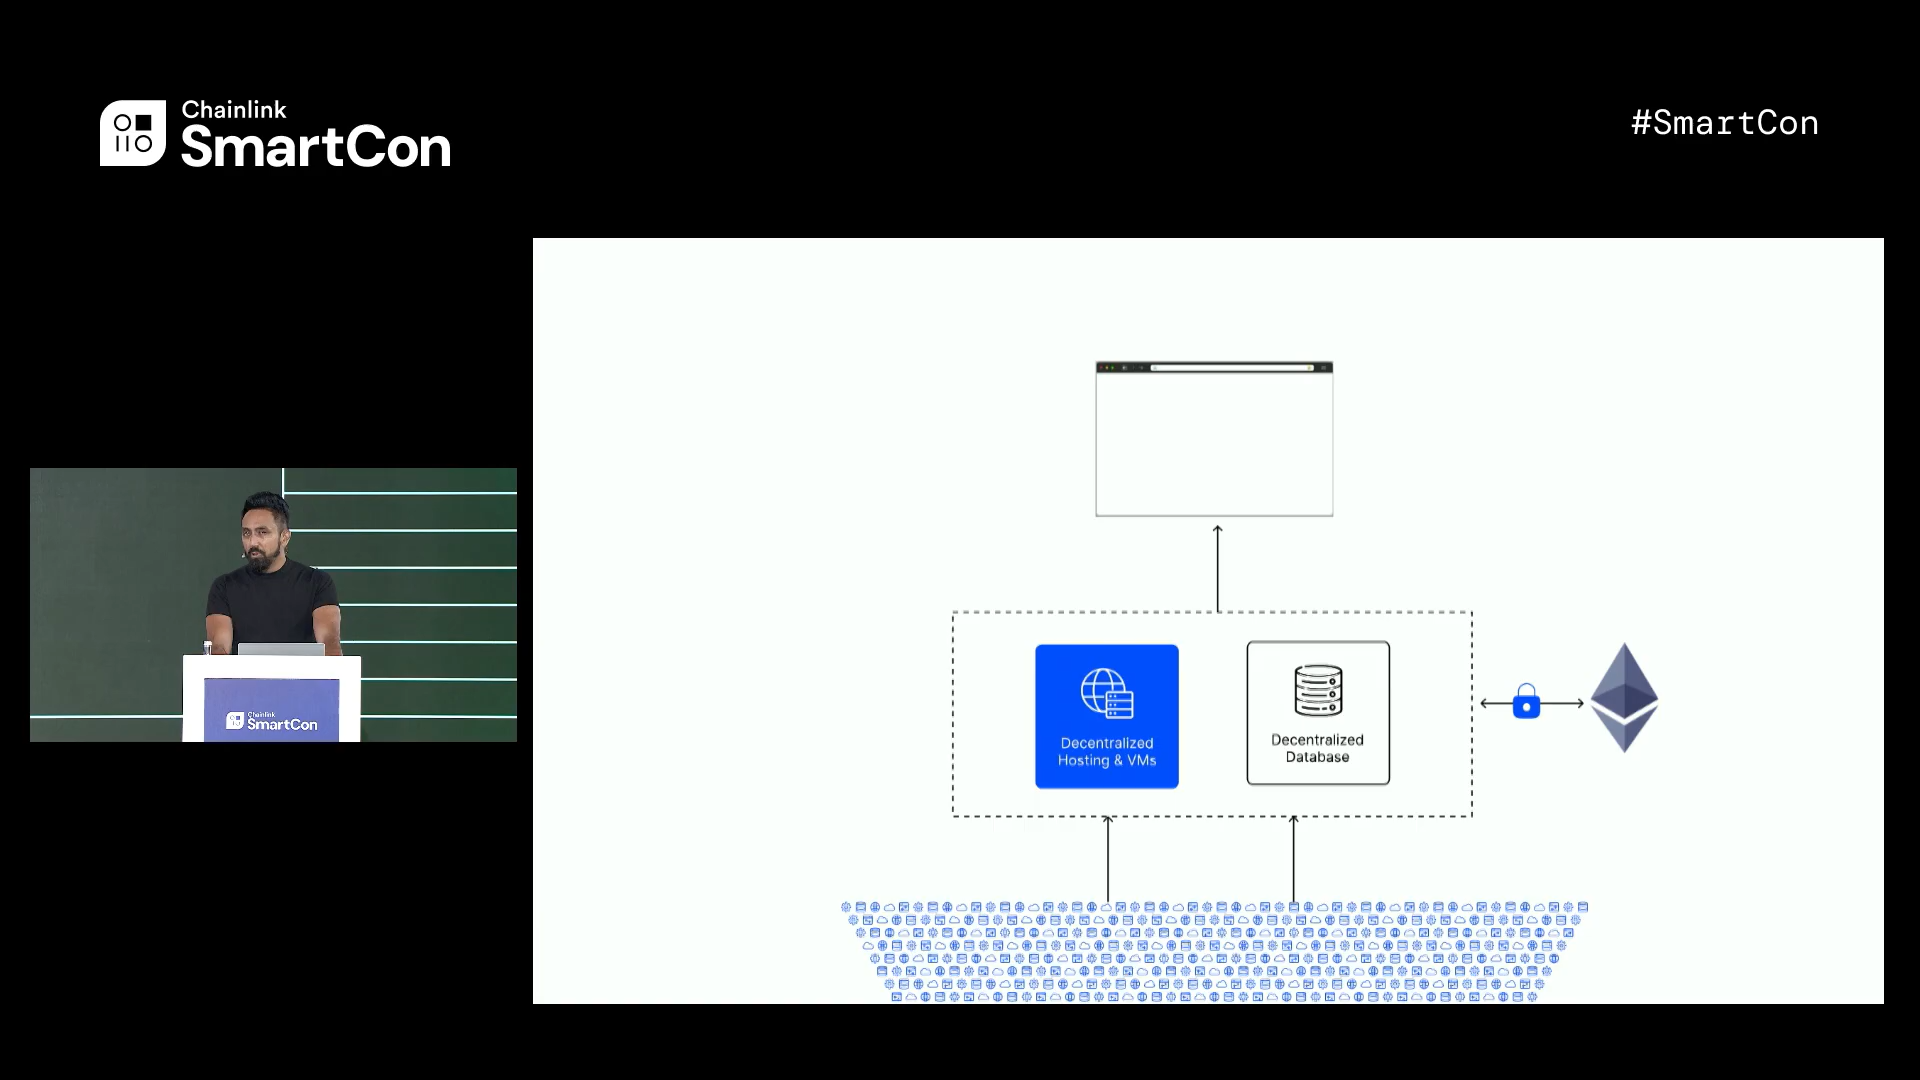 Chainlink
SmartCon
#SmartCon
Decentralized
Hosting & VMs
Decentralized
Database
Chainlink
SmartCon